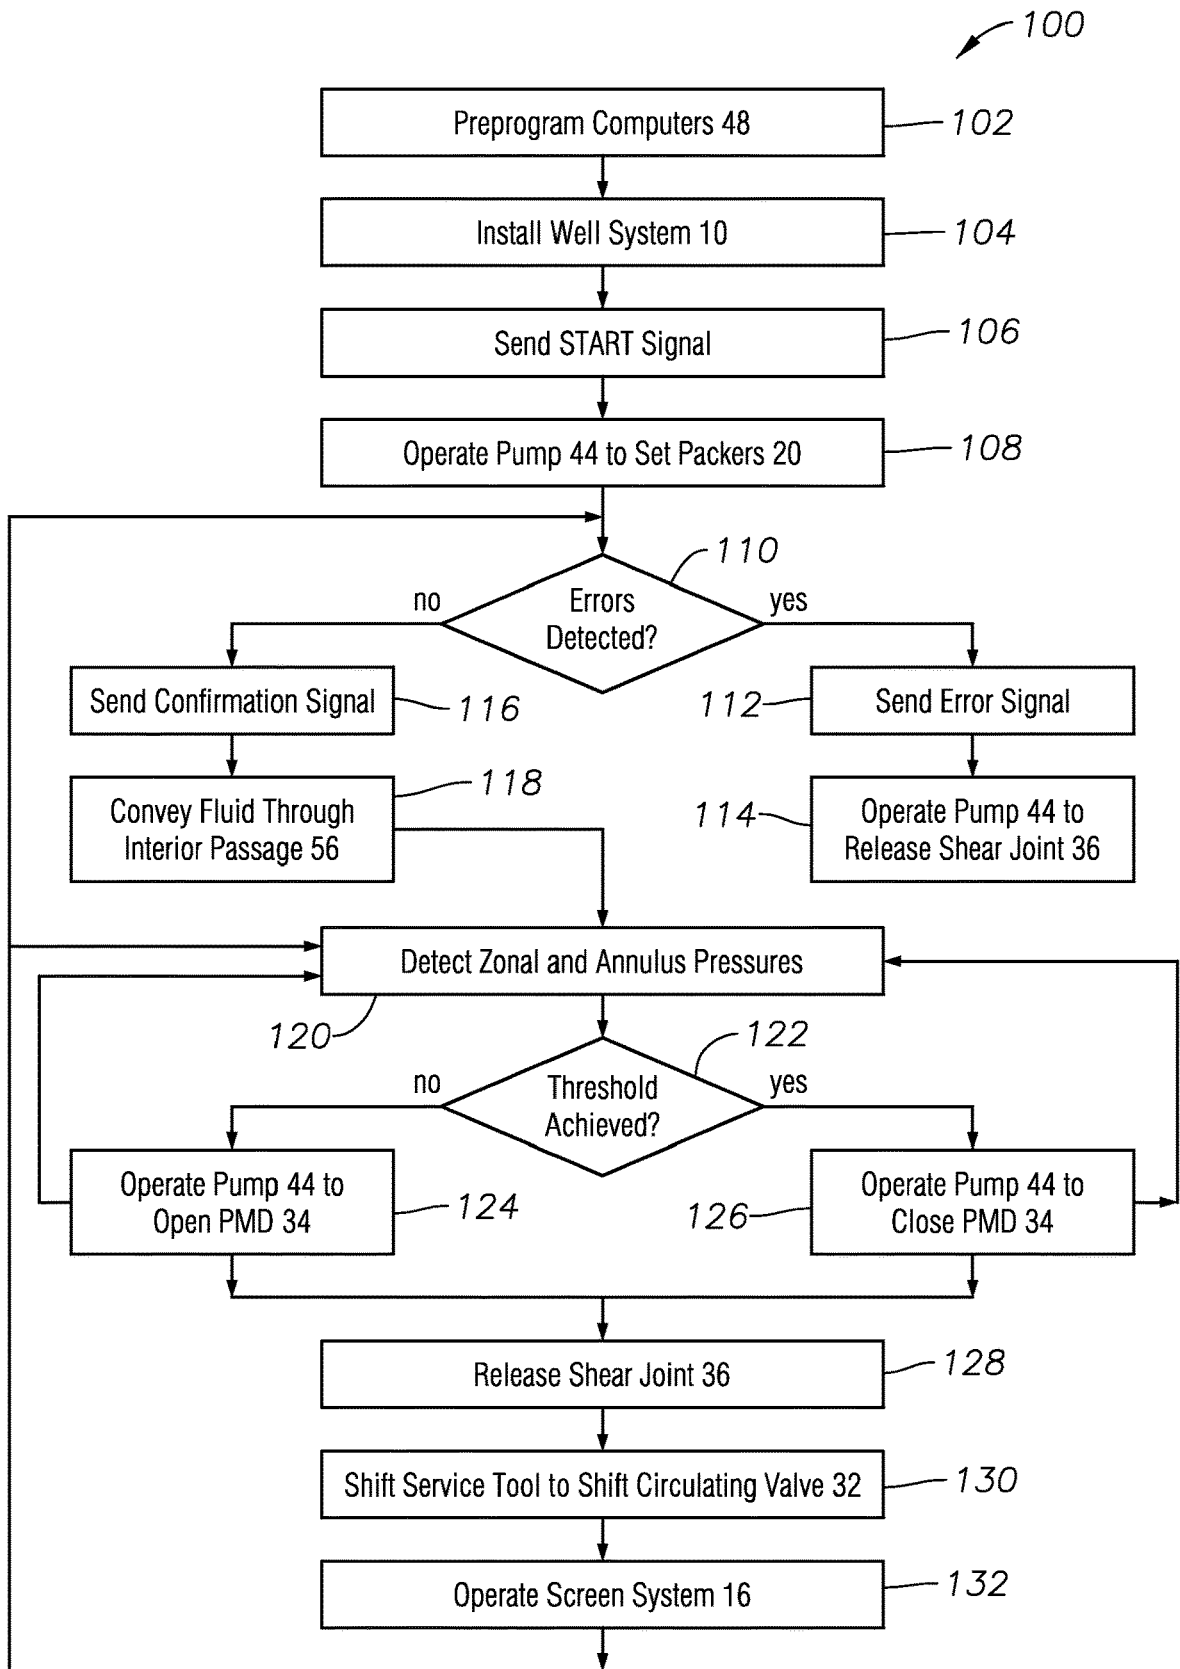 100
Preprogram Computers 48
102
Install Well System 10
104
Send START Signal
106
Operate Pump 44 to Set Packers 20
108
110
no
Errors
Detected?
yes
Send Confirmation Signal
116
112
Send Error Signal
118
Convey Fluid Through
Interior Passage 56
114
Operate Pump 44 to
Release Shear Joint 36
Detect Zonal and Annulus Pressures
120
122
no
Threshold
Achieved?
yes
Operate Pump 44 to
Open PMD 34
124
126
Operate Pump 44 to
Close PMD 34
Release Shear Joint 36
128
Shift Service Tool to Shift Circulating Valve 32
130
Operate Screen System 16
132